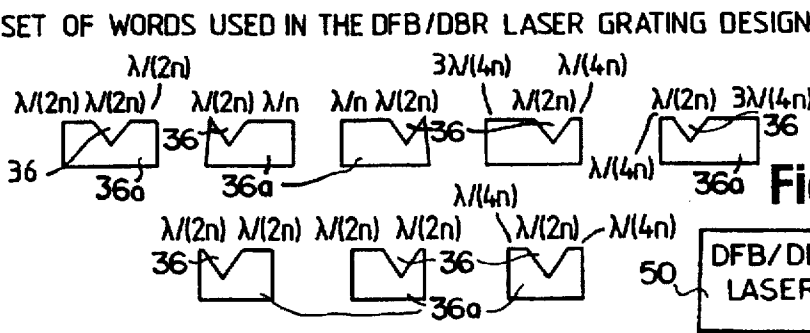 SET OF WORDS USED IN THE DFB/DBR LASER GRATING DESIGN
λ/(2n) 3λ/(4n) λ/(4n)
λ/(2n) λ/(2n) λ/(2n) λ/n λ/n λ/(2n) λ/(2n) λ/(2n) 3λ/(4n)
36 36 36
36 36a 36a λ/(4n) λ/(4n) 36a
λ/(4n)
λ/(2n) λ/(2n) λ/(2n) λ/(2n) λ/(2n) λ/(4n)
36 36 50 DFB/
36a LASER